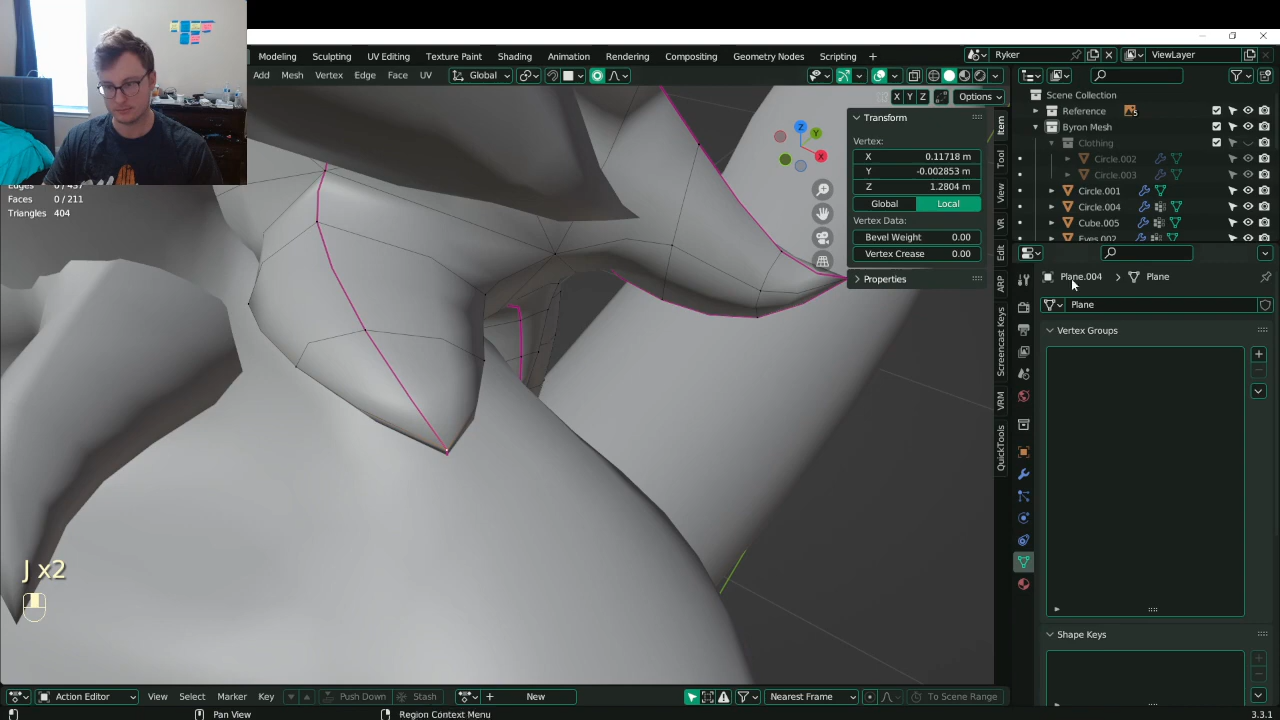 Modeling Sculpting UV Editing Texture Paint Shading Animation Rendering Compositing Geometry Nodes Scripting + Ryker ViewLayer
Add Mesh Vertex Edge Face UV Global
X Y Z Options
Transform
Vertex:
X 0.11718 m
Y -0.002853 m
Z 1.2804 m
Global Local
Vertex Data:
Bevel Weight 0.00
Vertex Crease 0.00
Properties
Item
Tool
View
VR
Edit
ARP
Screencast Keys
VRM
QuickTools
Z
Y
X
Faces 0/211
Triangles 404
J x2
Scene Collection
Reference 5
Byron Mesh
Clothing
Circle.002
Circle.003
Circle.001
Circle.004
Cube.005
Eyes.002
Plane.004 > Plane
Plane
Vertex Groups
Shape Keys
Action Editor View Select Marker Key Push Down Stash + New Nearest Frame To Scene Range
Pan View Region Context Menu 3.3.1